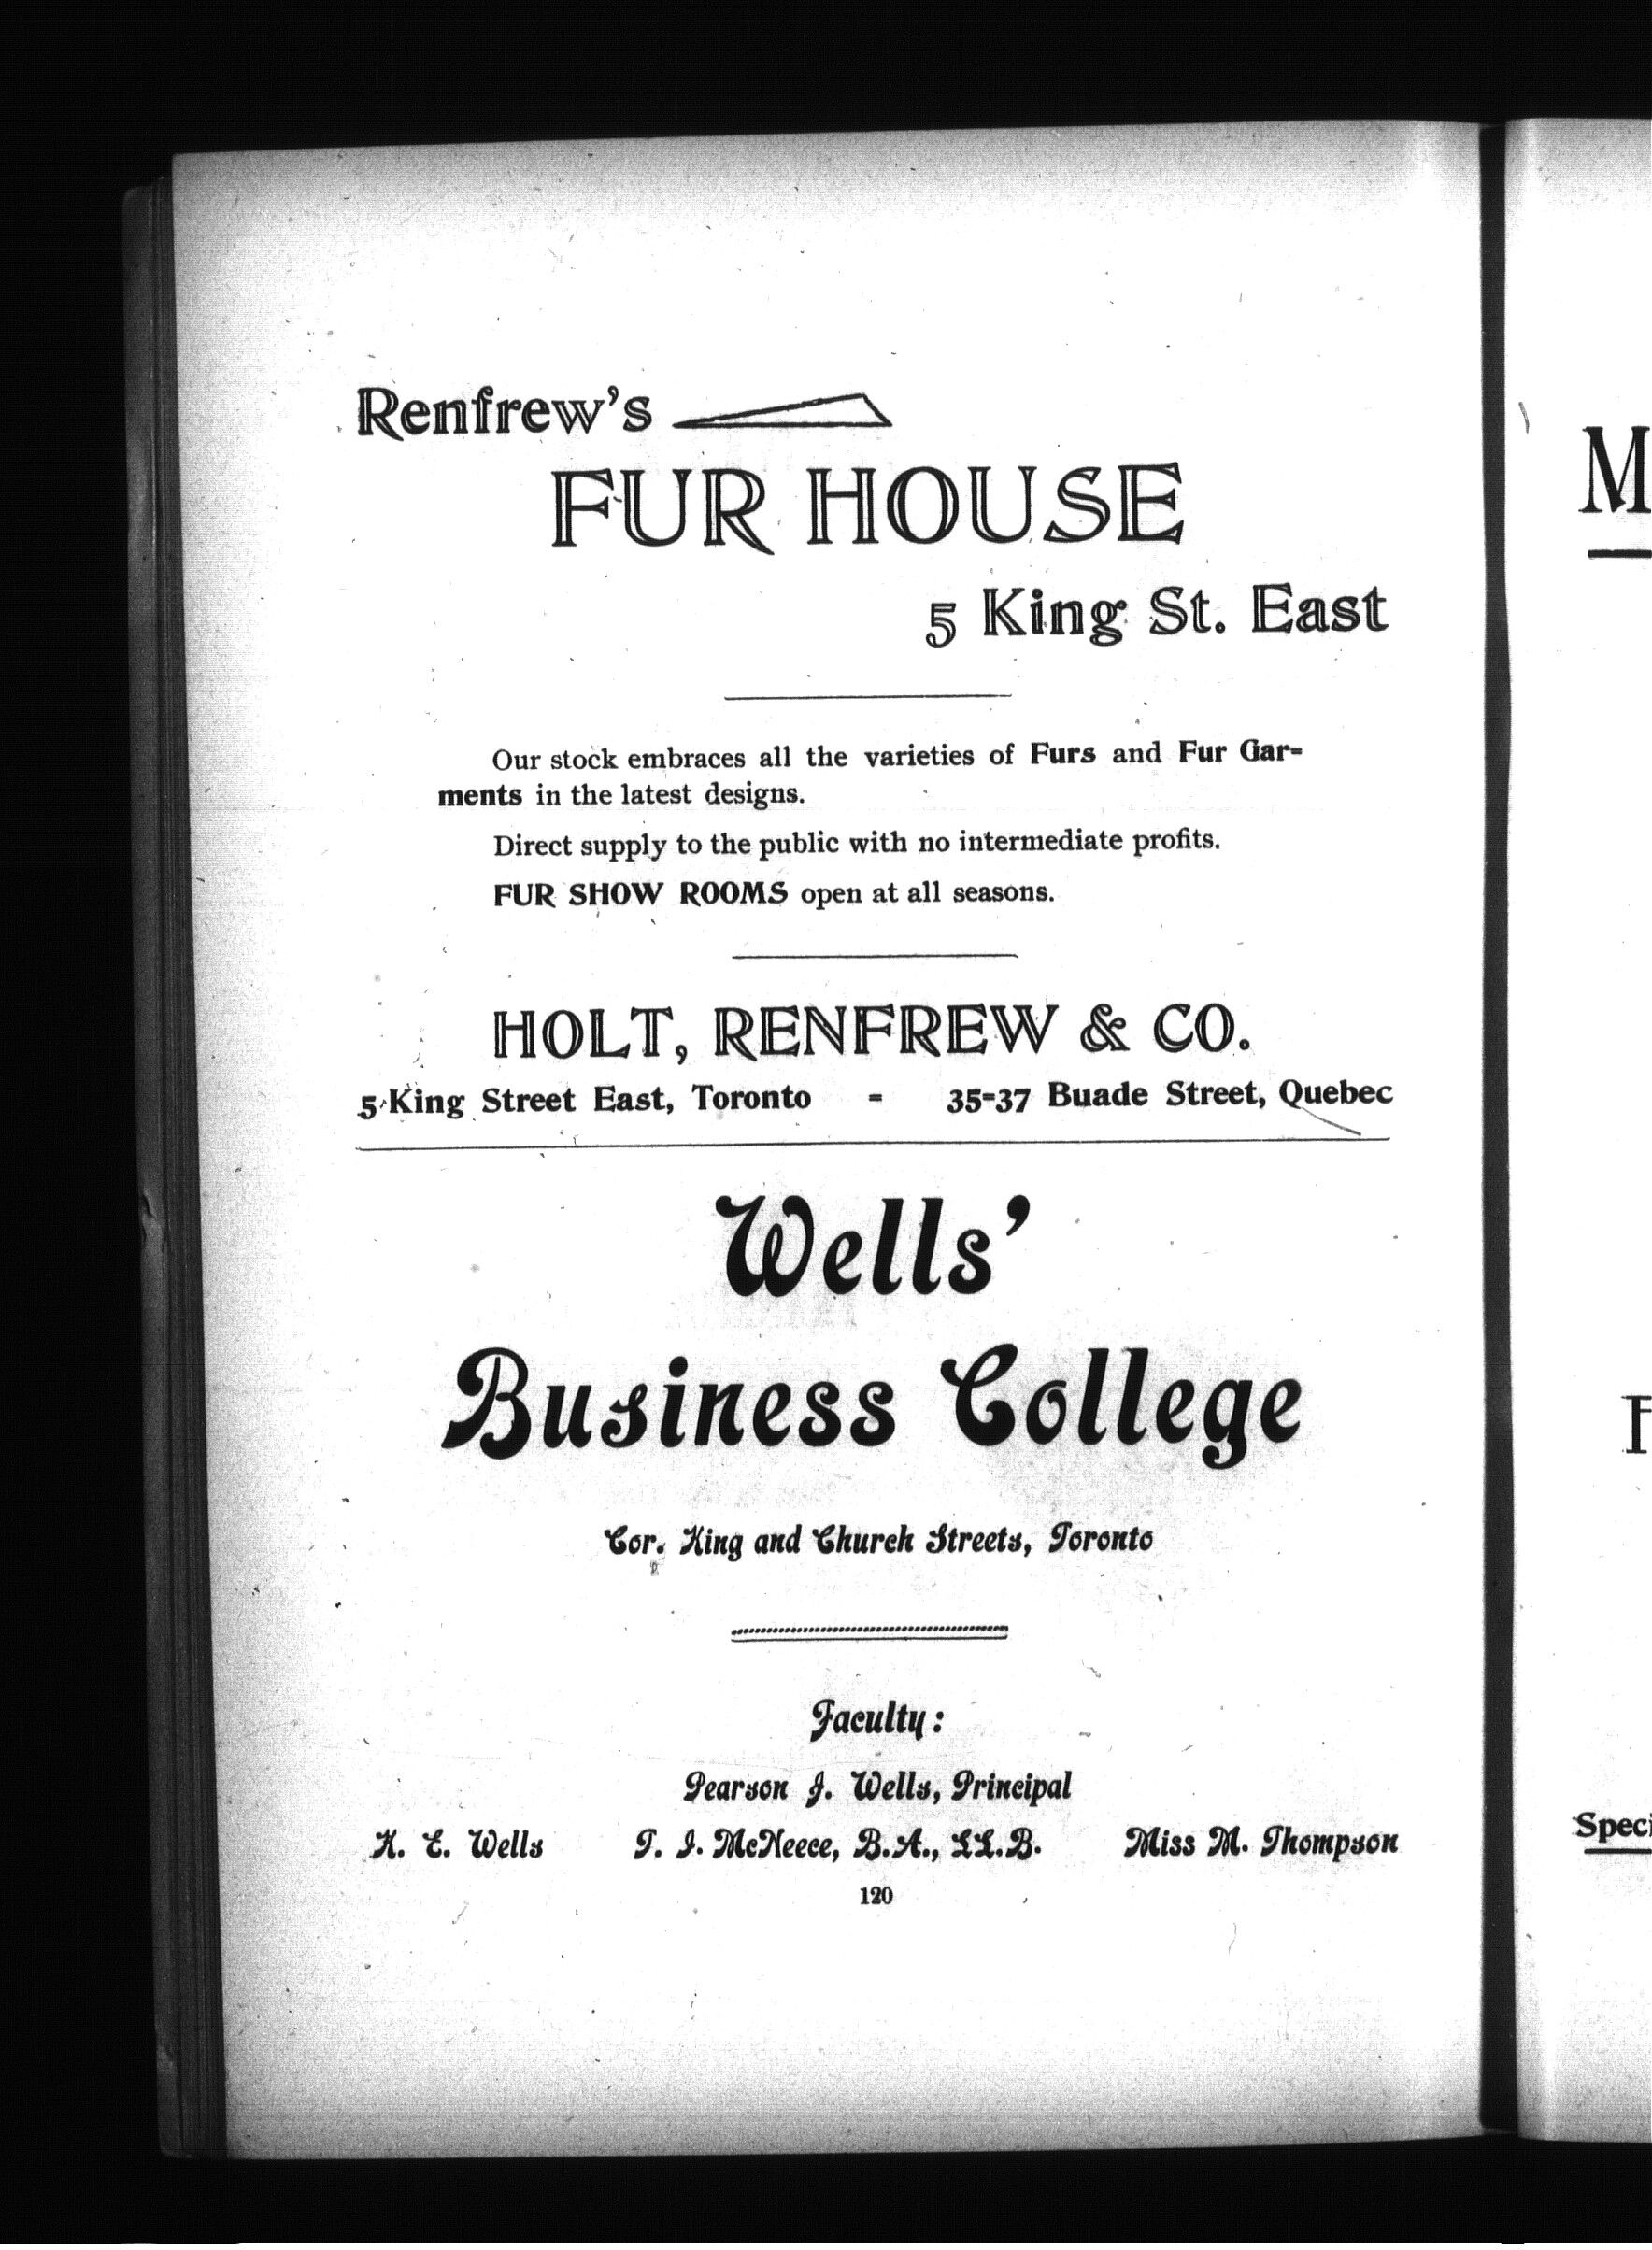 Renfrew's
FUR HOUSE
5 King St. East
Our stock embraces all the varieties of Furs and Fur Gar-
ments in the latest designs.
Direct supply to the public with no intermediate profits.
FUR SHOW ROOMS open at all seasons.
HOLT, RENFREW & CO.
5 King Street East, Toronto - 35-37 Buade Street, Quebec
Wells'
Business College
Cor. King and Church Streets, Toronto
Faculty:
Pearson J. Wells, Principal
K. E. Wells T. J. McNeece, B.A., LL.B. Miss M. Thompson
120